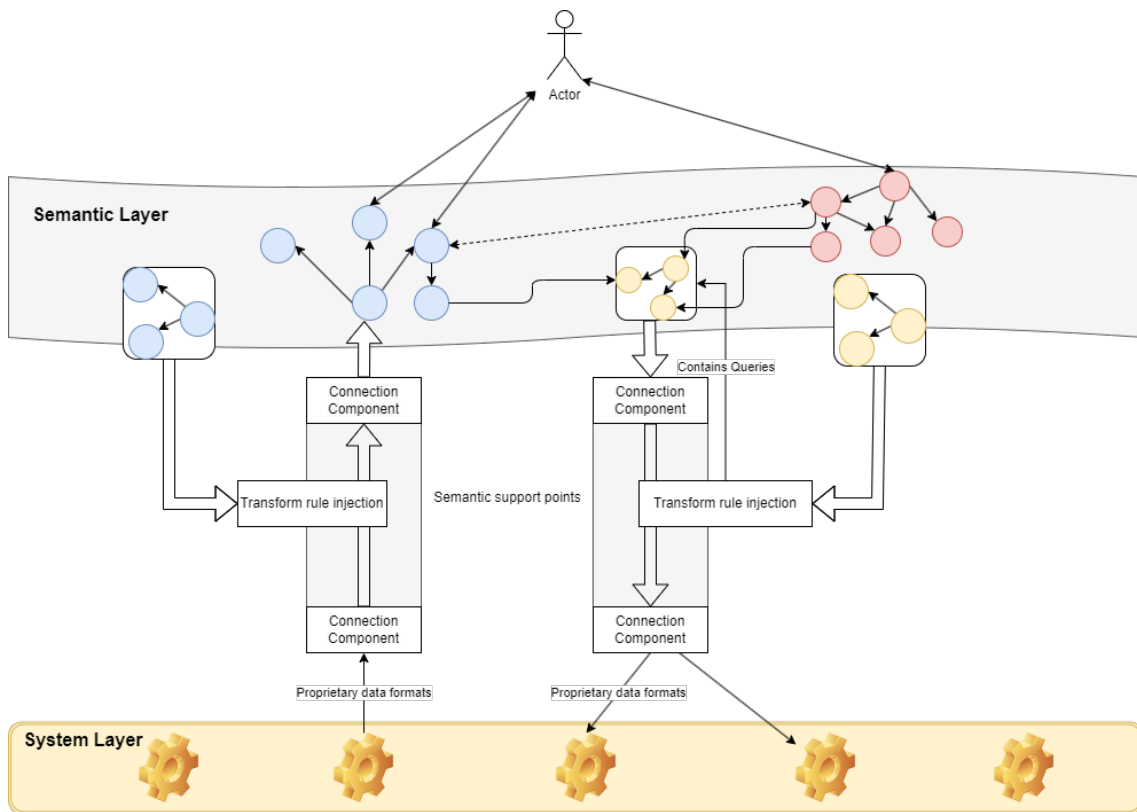 Actor
Semantic Layer
Contains Queries
Connection
Component
Connection
Component
Transform rule injection
Semantic support points
Transform rule injection
Connection
Component
Connection
Component
Proprietary data formats
Proprietary data formats
System Layer